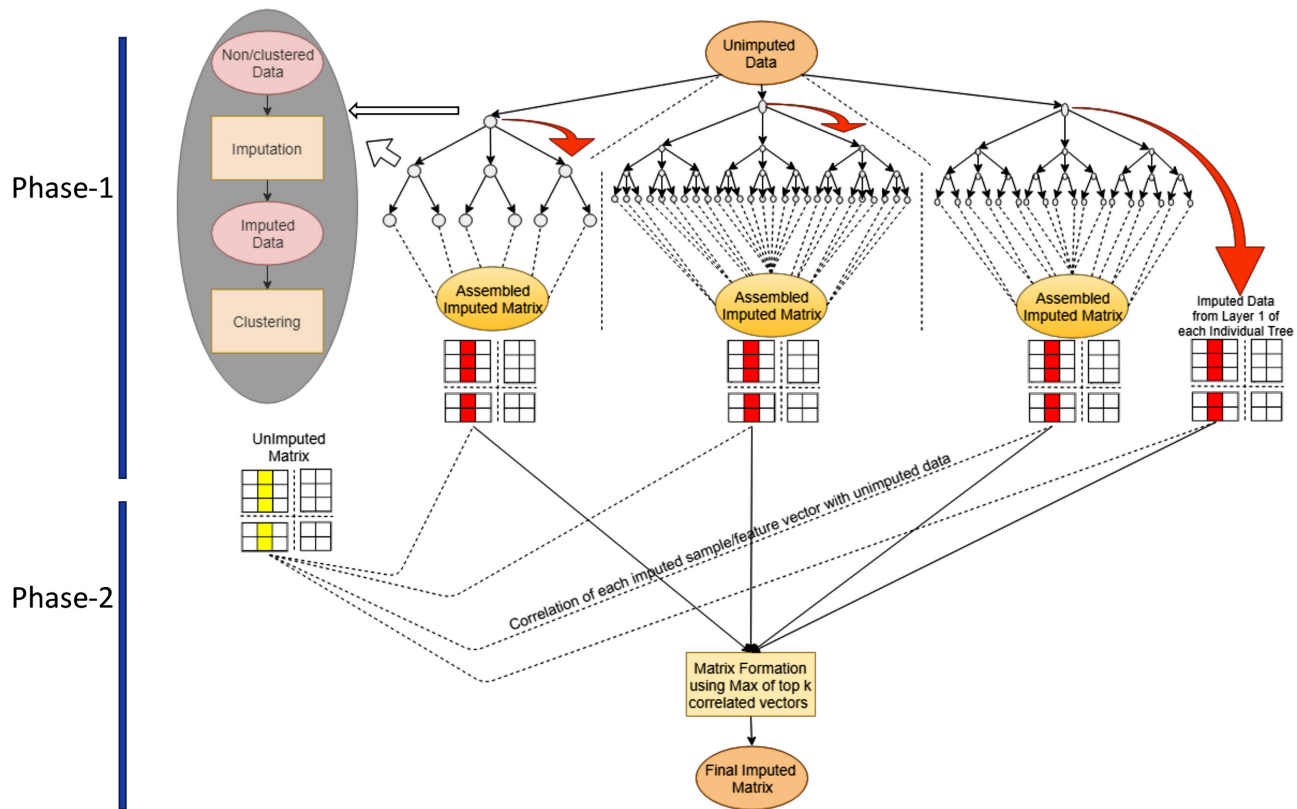 Phase-1
Non/clustered
Data
Imputation
Imputed
Data
Clustering
Unimputed
Data
Assembled
Imputed Matrix
Assembled
Imputed Matrix
Assembled
Imputed Matrix
Imputed Data
from Layer 1 of
each Individual Tree
UnImputed
Matrix
Phase-2
Correlation of each imputed sample/feature vector with unimputed data
Matrix Formation
using Max of top k
correlated vectors
Final Imputed
Matrix